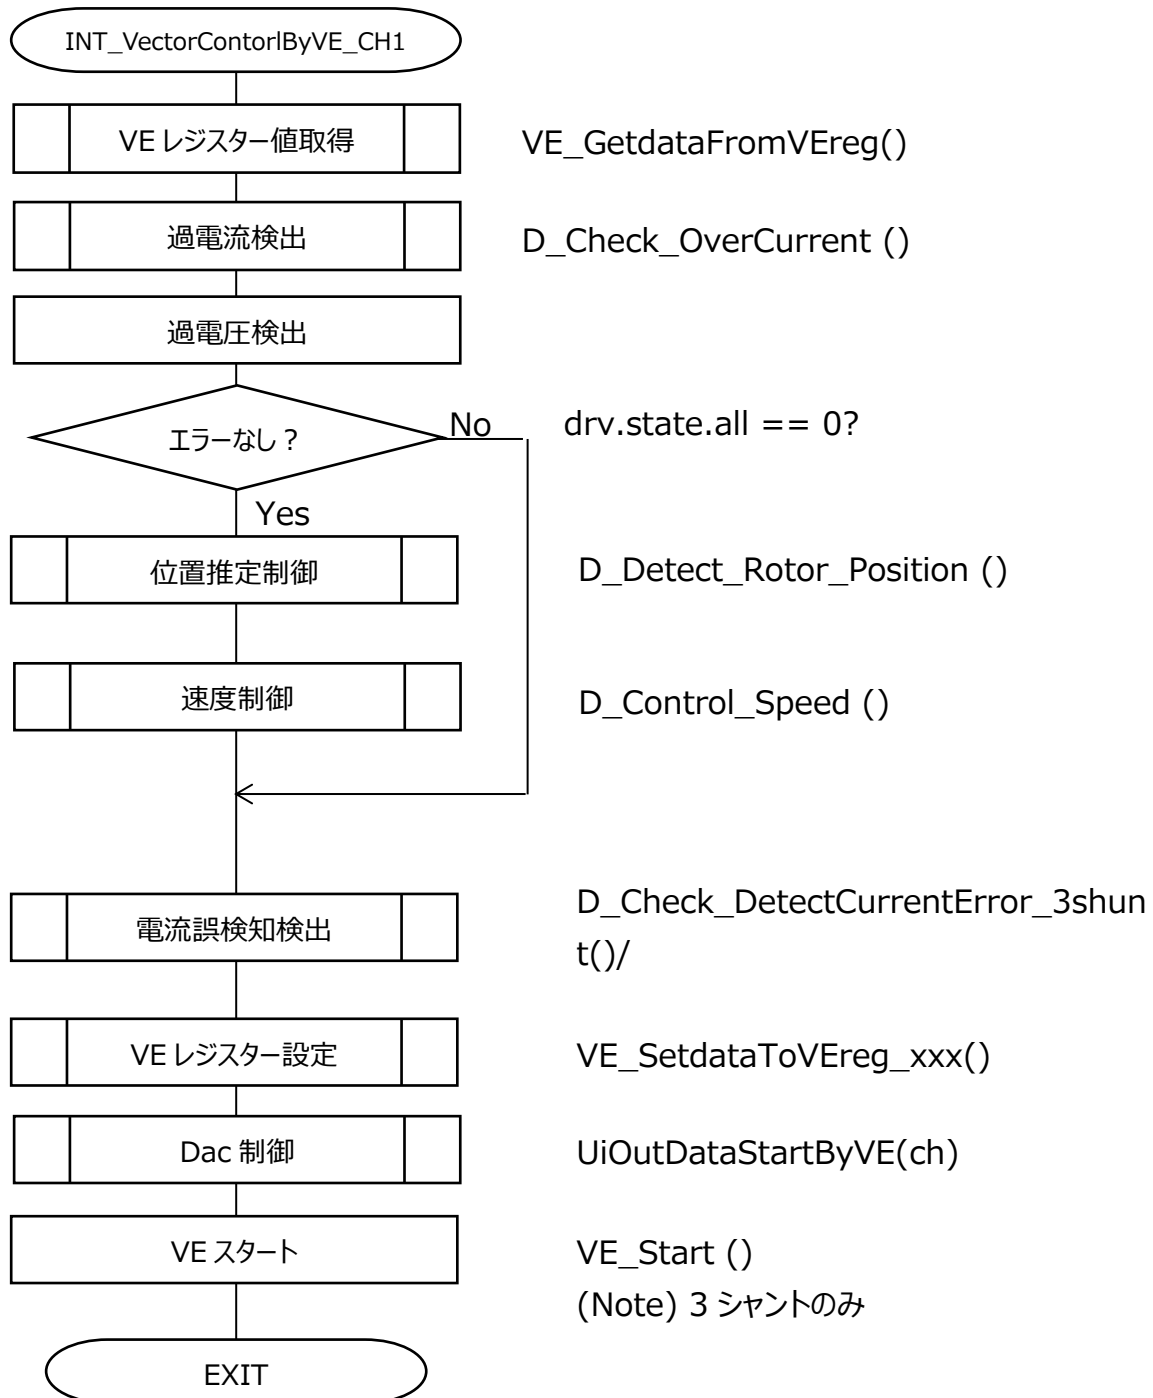 INT_VectorContorlByVE_CH1
VE レジスター値取得
VE_GetdataFromVEreg()
過電流検出
D_Check_OverCurrent ()
過電圧検出
エラーなし?
No
drv.state.all == 0?
Yes
位置推定制御
D_Detect_Rotor_Position ()
速度制御
D_Control_Speed ()
電流誤検知検出
D_Check_DetectCurrentError_3shun
t()/
VE レジスター設定
VE_SetdataToVEreg_xxx()
Dac 制御
UiOutDataStartByVE(ch)
VE スタート
VE_Start ()
(Note) 3 シャントのみ
EXIT